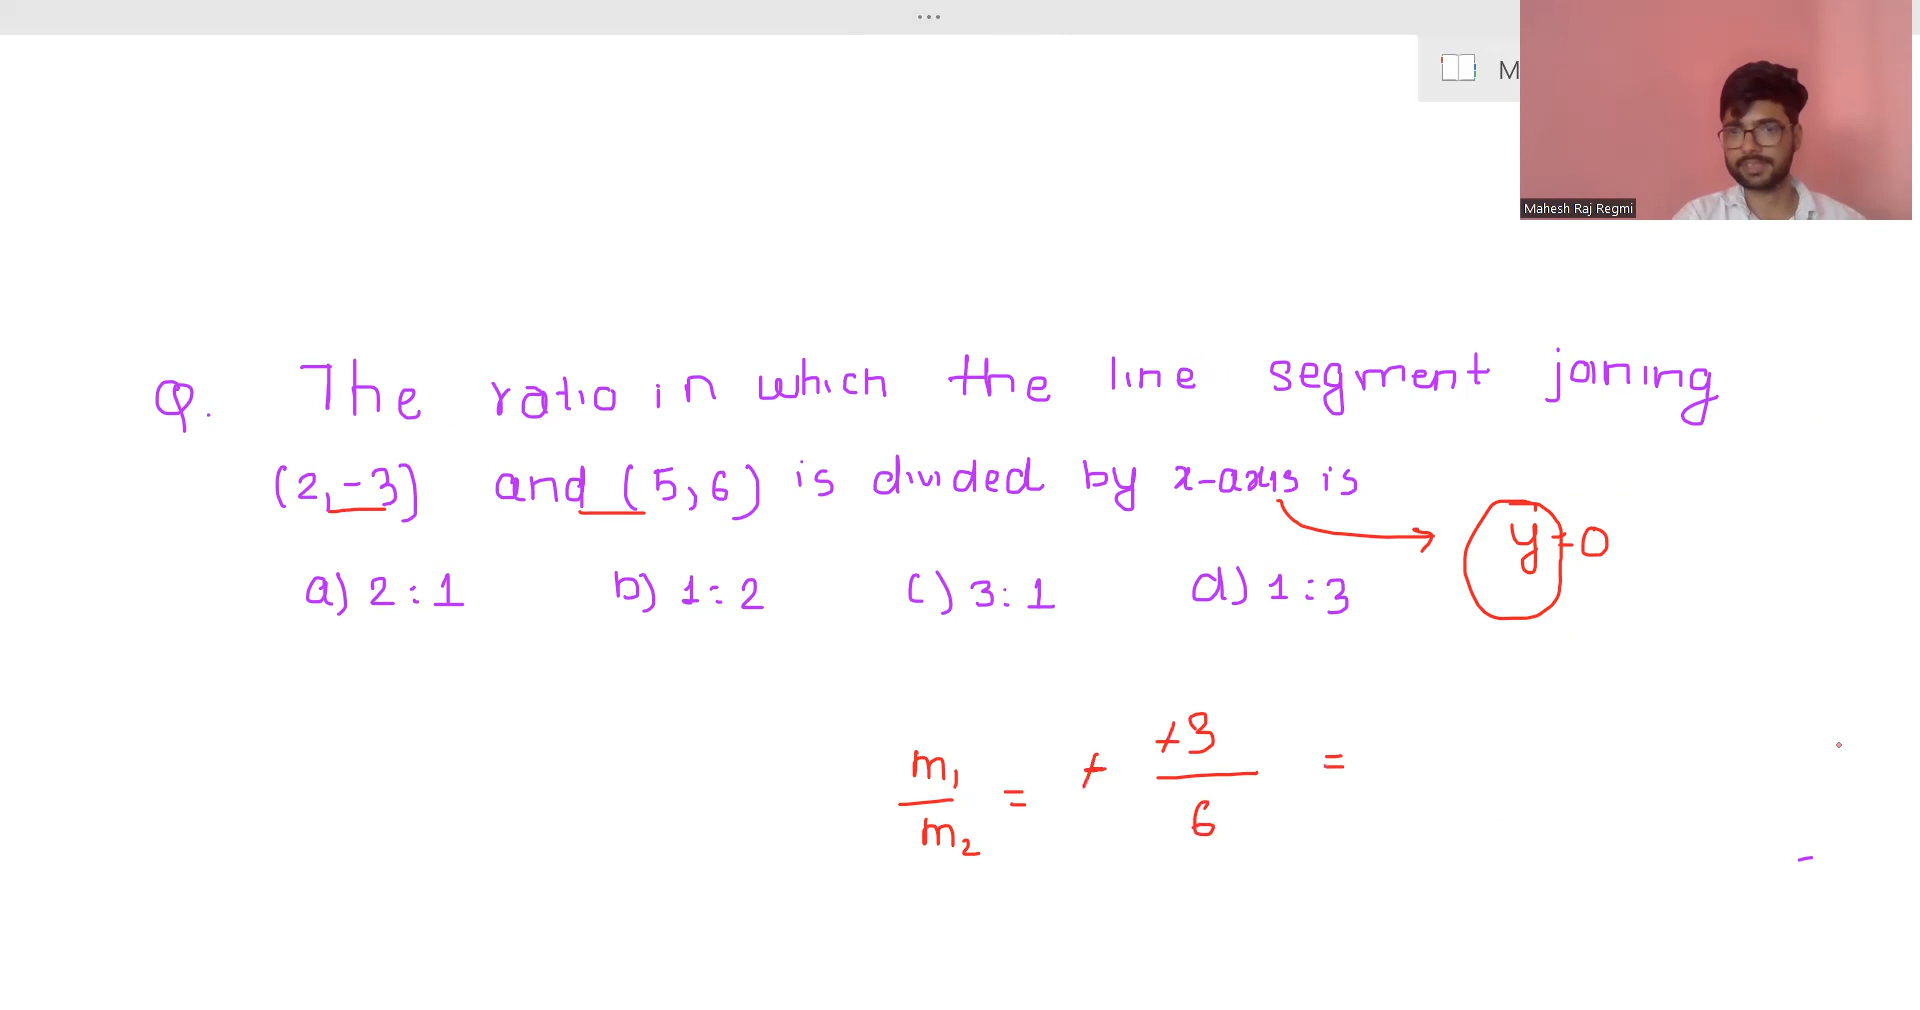 ...
M
Mahesh Raj Regmi
Q. The ratio in which the line segment joining
(2, -3) and (5, 6) is divided by x-axis is
y = 0
a) 2 : 1 b) 1 : 2 c) 3 : 1 d) 1 : 3
m₁/m₂ = + +3/6 =